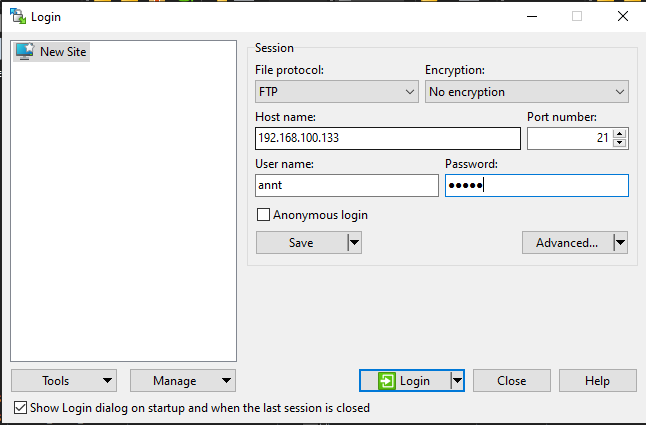 Login
New Site
Session
File protocol: Encryption:
FTP No encryption
Host name: Port number:
192.168.100.133 21
User name: Password:
annt ●●●●●
Anonymous login
Save Advanced...
Tools Manage Login Close Help
Show Login dialog on startup and when the last session is closed